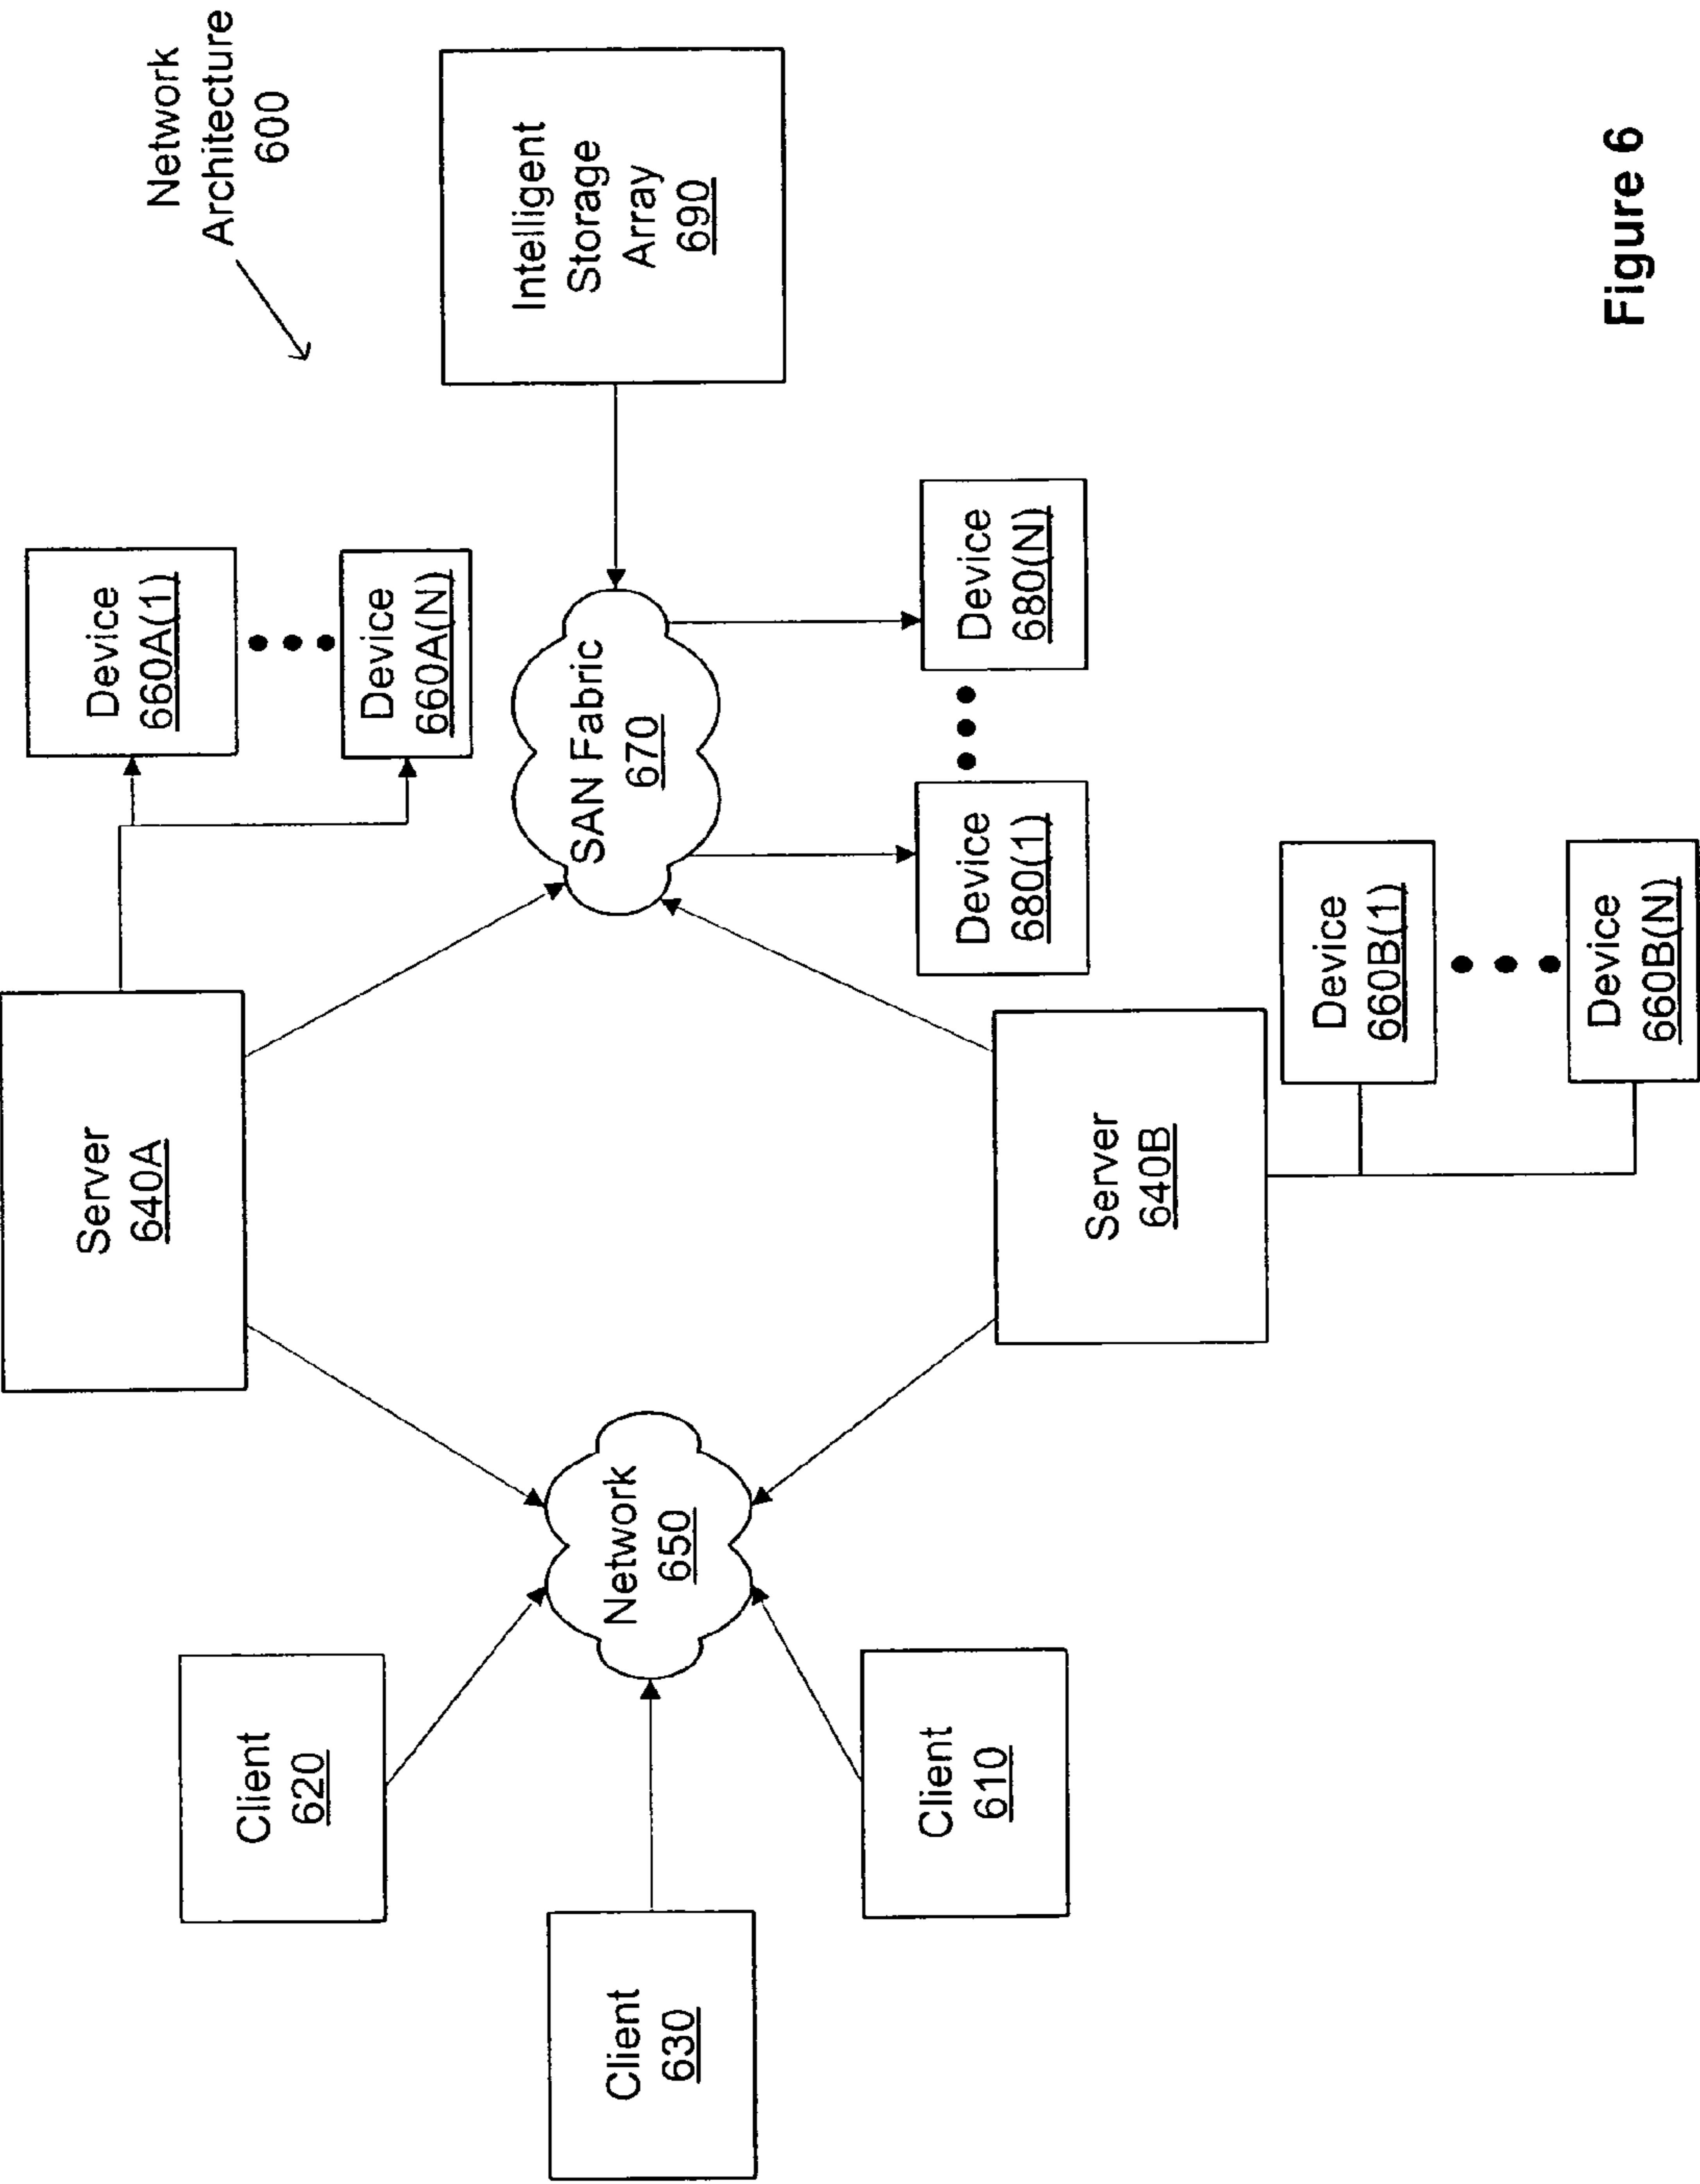 Network
Architecture
600
Server
640A
Device
660A(1)
Device
660A(N)
Intelligent
Storage
Array
690
Client
620
Client
630
Client
610
Network
650
SAN Fabric
670
Device
680(1)
Device
680(N)
Server
640B
Device
660B(1)
Device
660B(N)
Figure 6